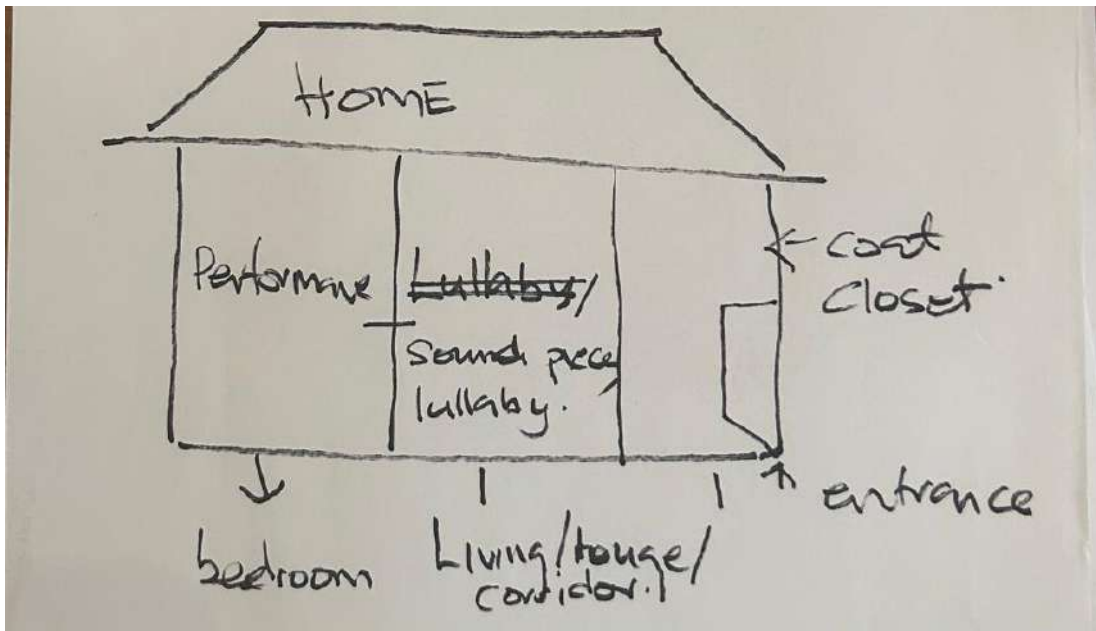 HOME
Performane
Lullaby/
Sound piece
lullaby.
← coat
closet.
entrance
bedroom
Living/lounge/
corridor.